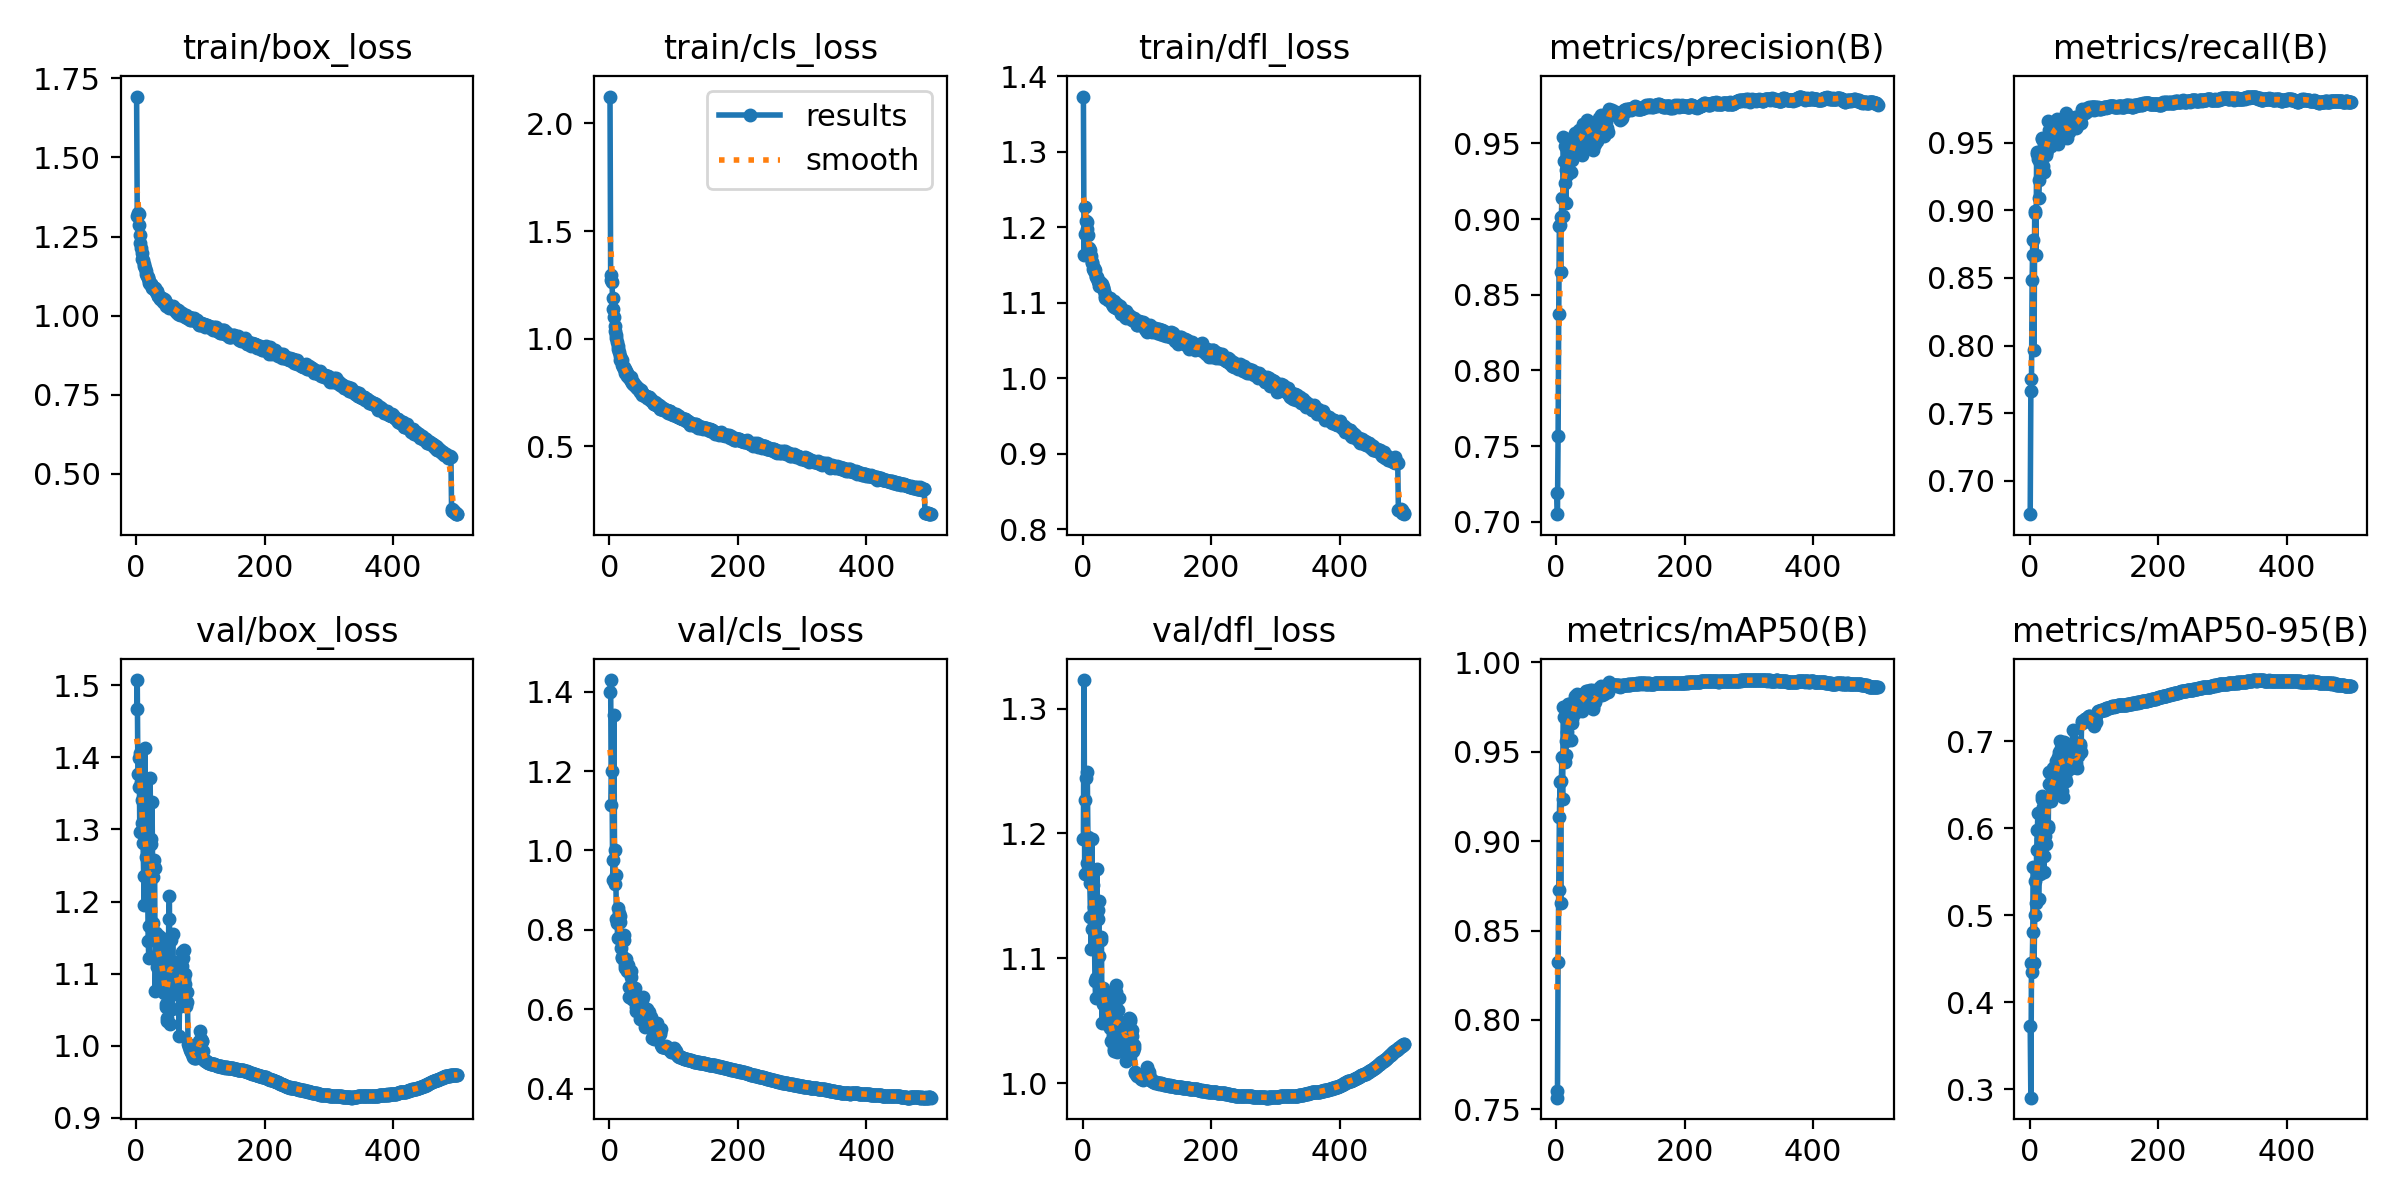 train/box_loss
1.75
1.50
1.25
1.00
0.75
0.50
0 200 400
train/cls_loss
results
smooth
2.0
1.5
1.0
0.5
0 200 400
train/dfl_loss
1.4
1.3
1.2
1.1
1.0
0.9
0.8
0 200 400
metrics/precision(B)
0.95
0.90
0.85
0.80
0.75
0.70
0 200 400
metrics/recall(B)
0.95
0.90
0.85
0.80
0.75
0.70
0 200 400
val/box_loss
1.5
1.4
1.3
1.2
1.1
1.0
0.9
0 200 400
val/cls_loss
1.4
1.2
1.0
0.8
0.6
0.4
0 200 400
val/dfl_loss
1.3
1.2
1.1
1.0
0 200 400
metrics/mAP50(B)
1.00
0.95
0.90
0.85
0.80
0.75
0 200 400
metrics/mAP50-95(B)
0.7
0.6
0.5
0.4
0.3
0 200 400